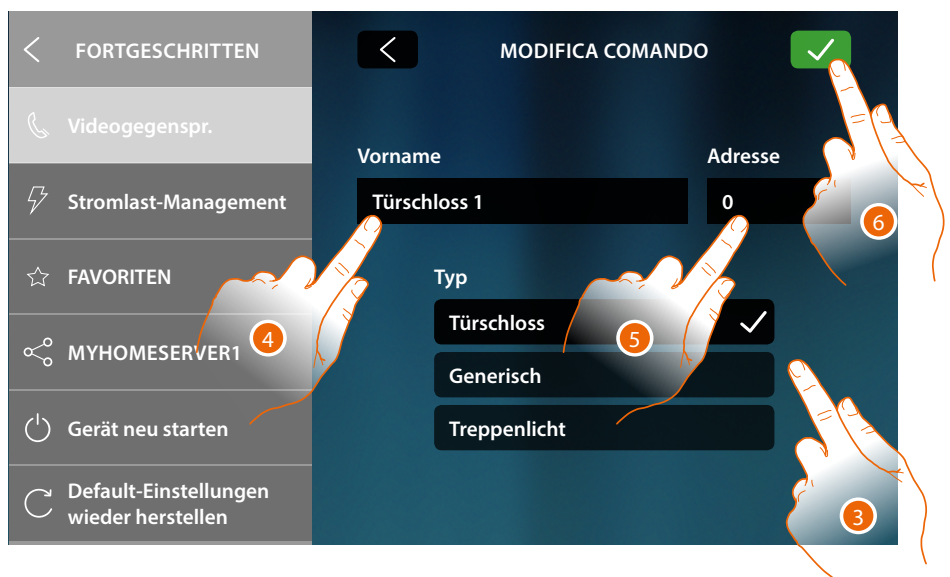 FORTGESCHRITTEN
Videogegenspr.
Stromlast-Management
FAVORITEN
MYHOMESERVER1
Gerät neu starten
Default-Einstellungen
wieder herstellen
MODIFICA COMANDO
Vorname
Adresse
Türschloss 1
0
Typ
Türschloss
Generisch
Treppenlicht
4
5
6
3